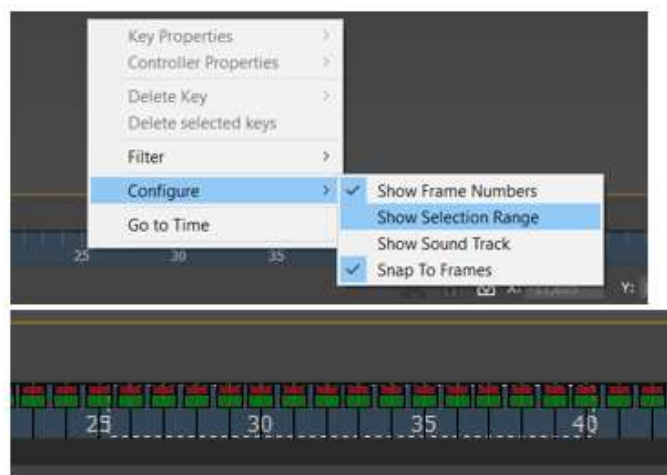 Key Properties
Controller Properties
Delete Key
Delete selected keys
Filter
Configure
Go to Time
Show Frame Numbers
Show Selection Range
Show Sound Track
Snap To Frames
25 30 35
X: Y:
25 30 35 40